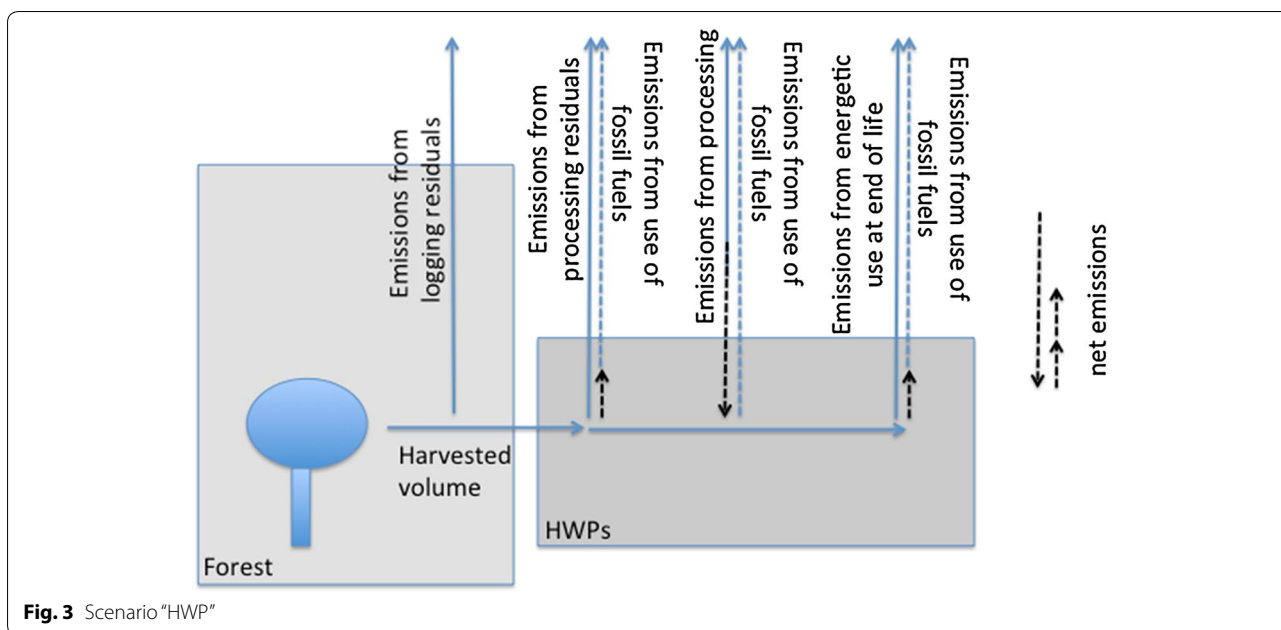 Emissions from
logging residuals
Emissions from
processing residuals
Emissions from use of
fossil fuels
Emissions from processing
Emissions from use of
fossil fuels
Emissions from energetic
use at end of life
Emissions from use of
fossil fuels
net emissions
Harvested
volume
HWPs
Forest
Fig. 3 Scenario “HWP”